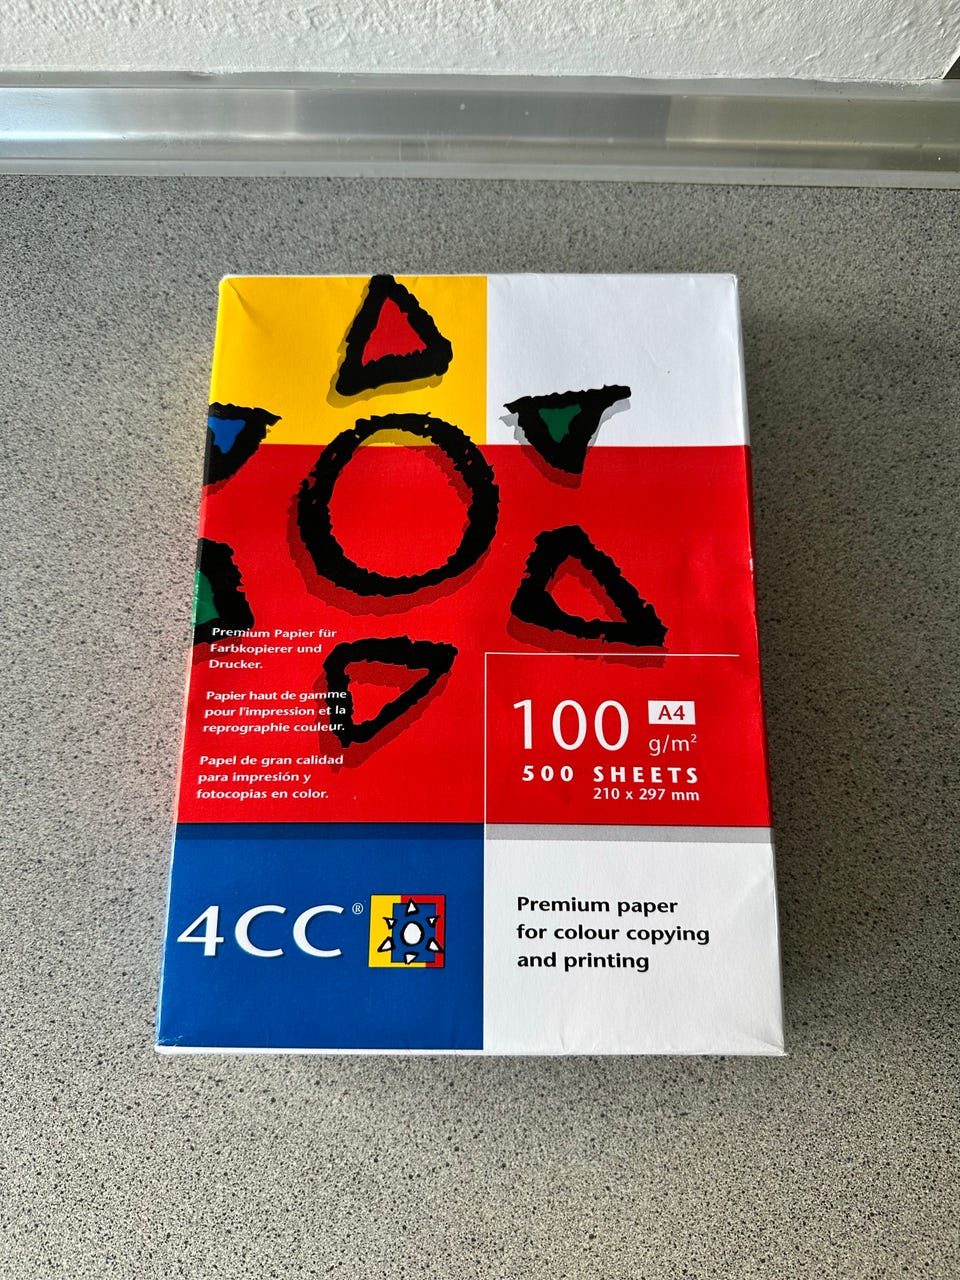 Premium Papier für
Farbkopierer und
Drucker.
Papier haut de gamme
pour l'impression et la
reprographie couleur.
Papel de gran calidad
para impresión y
fotocopias en color.
100 A4
g/m²
500 SHEETS
210 x 297 mm
4CC®
Premium paper
for colour copying
and printing